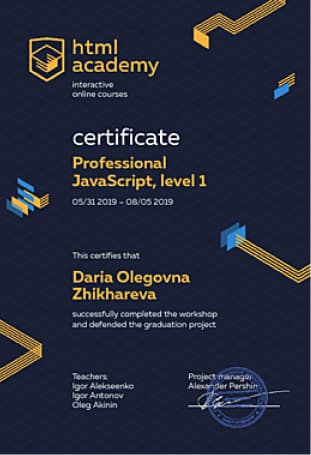 html
academy
interactive
online courses
certificate
Professional
JavaScript, level 1
05/31 2019 – 08/05 2019
This certifies that
Daria Olegovna
Zhikhareva
successfully completed the workshop
and defended the graduation project
Teachers:
Igor Alekseenko
Igor Antonov
Oleg Akinin
Project manager
Alexander Pershin